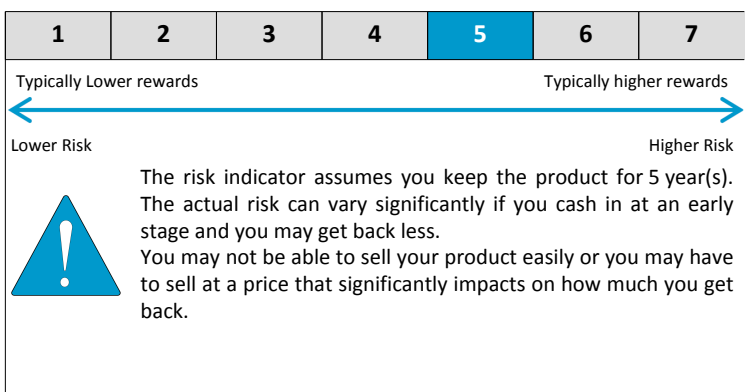 1 2 3 4 5 6 7
Typically Lower rewards Typically higher rewards
Lower Risk Higher Risk
The risk indicator assumes you keep the product for 5 year(s).
The actual risk can vary significantly if you cash in at an early
stage and you may get back less.
You may not be able to sell your product easily or you may have
to sell at a price that significantly impacts on how much you get
back.